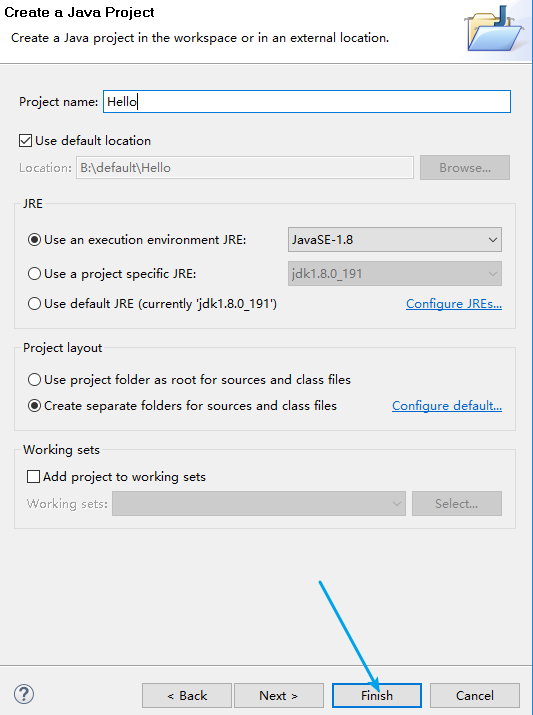 Create a Java Project
Create a Java project in the workspace or in an external location.
Project name: Hello
Use default location
Location: B:\default\Hello Browse...
JRE
Use an execution environment JRE: JavaSE-1.8
Use a project specific JRE: jdk1.8.0_191
Use default JRE (currently 'jdk1.8.0_191') Configure JREs...
Project layout
Use project folder as root for sources and class files
Create separate folders for sources and class files Configure default...
Working sets
Add project to working sets
Working sets: Select...
? < Back Next > Finish Cancel